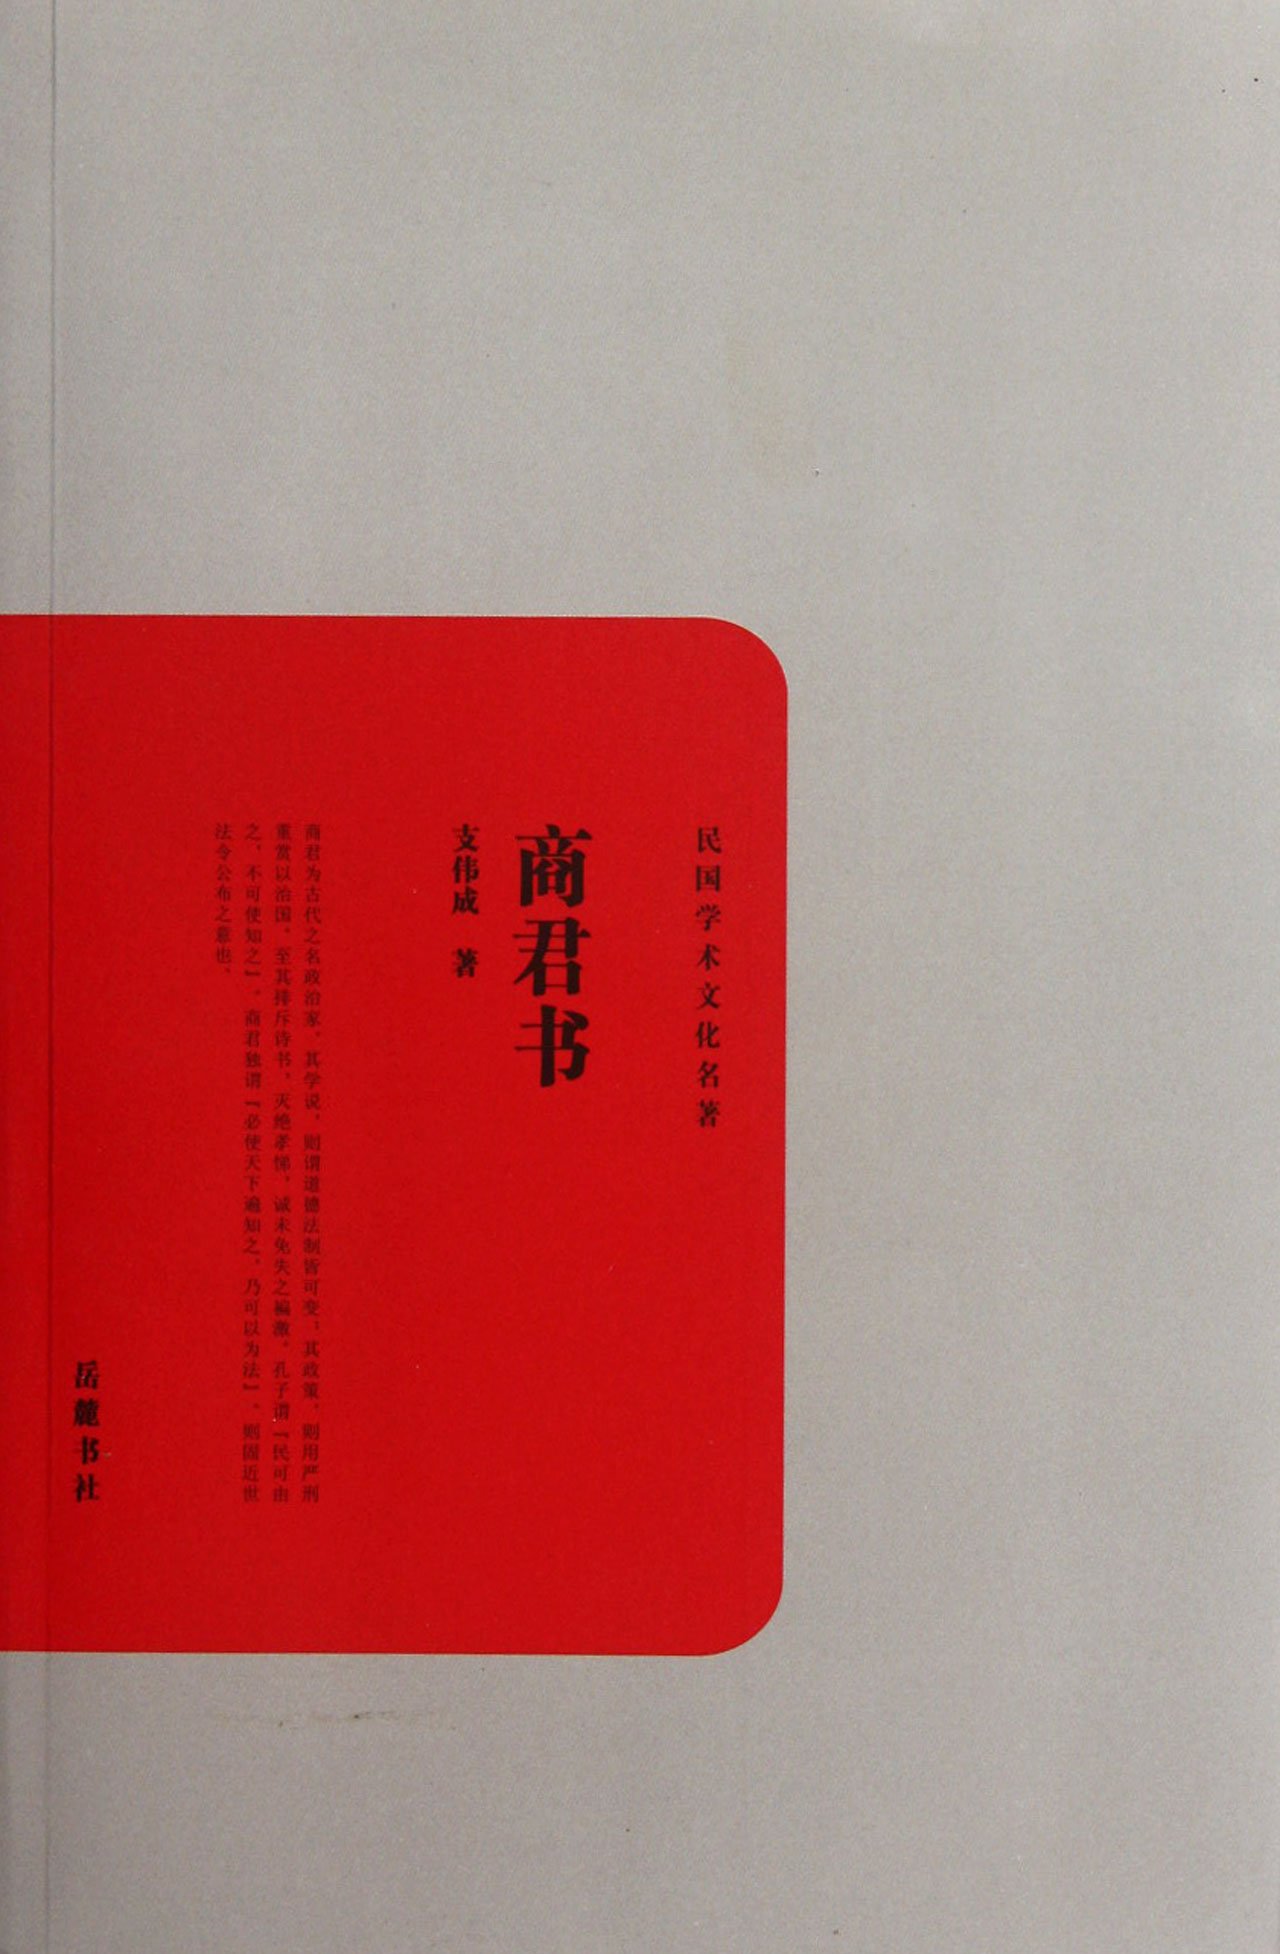 民国学术文化名著
商君书
支伟成 著
商君为古代之名政治家。其学说，则谓道德法制皆可变；其政策，则用严刑
重赏以治国。至其排斥诗书，灭绝孝悌，诚未免失之褊激。孔子谓『民可由
之，不可使知之』。商君独谓『必使天下遍知之，乃可以为法』。则固近世
法令公布之意也。
岳麓书社